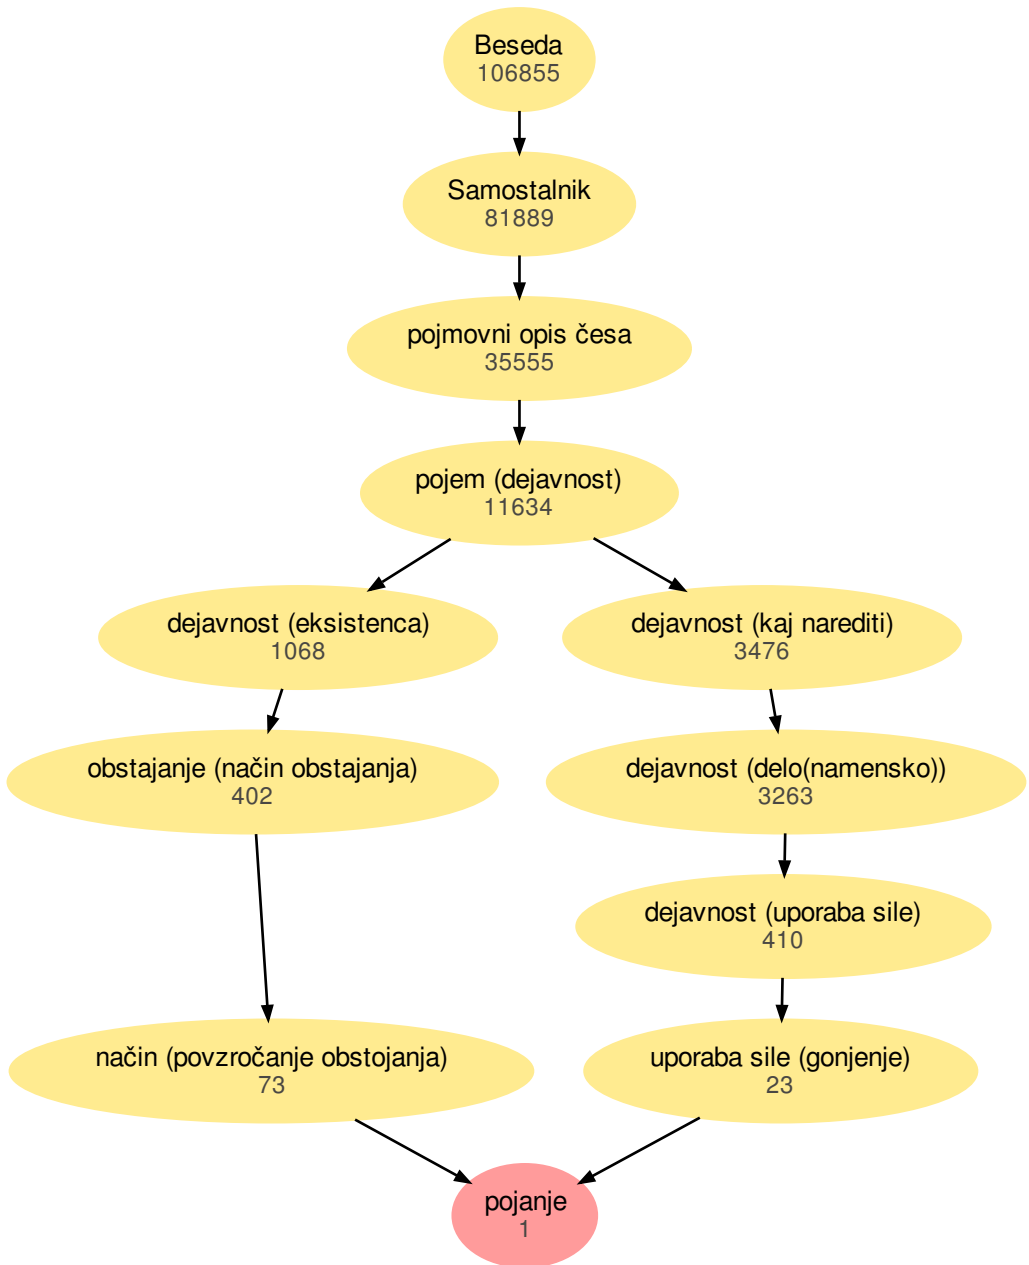 Beseda
106855
Samostalnik
81889
pojmovni opis česa
35555
pojem (dejavnost)
11634
dejavnost (eksistenca)
1068
dejavnost (kaj narediti)
3476
obstajanje (način obstajanja)
402
dejavnost (delo(namensko))
3263
dejavnost (uporaba sile)
410
način (povzročanje obstojanja)
73
uporaba sile (gonjenje)
23
pojanje
1